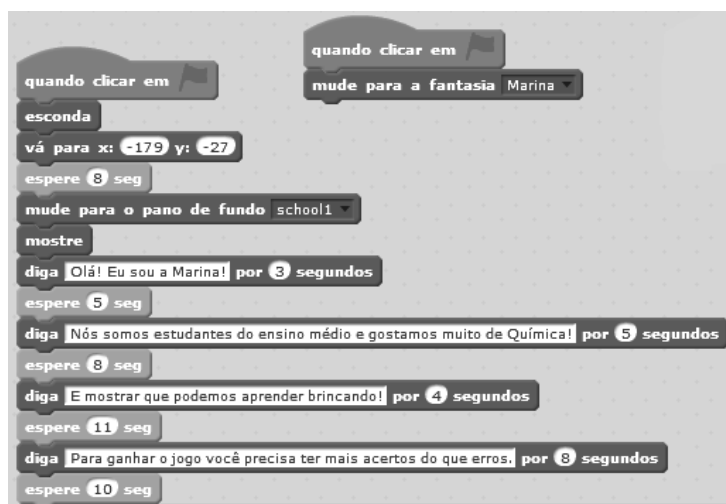 quando clicar em
mude para a fantasia Marina
quando clicar em
esconda
vá para x: -179 y: -27
espere 8 seg
mude para o pano de fundo school1
mostre
diga Olá! Eu sou a Marina! por 3 segundos
espere 5 seg
diga Nós somos estudantes do ensino médio e gostamos muito de Química! por 5 segundos
espere 8 seg
diga E mostrar que podemos aprender brincando! por 4 segundos
espere 11 seg
diga Para ganhar o jogo você precisa ter mais acertos do que erros. por 8 segundos
espere 10 seg